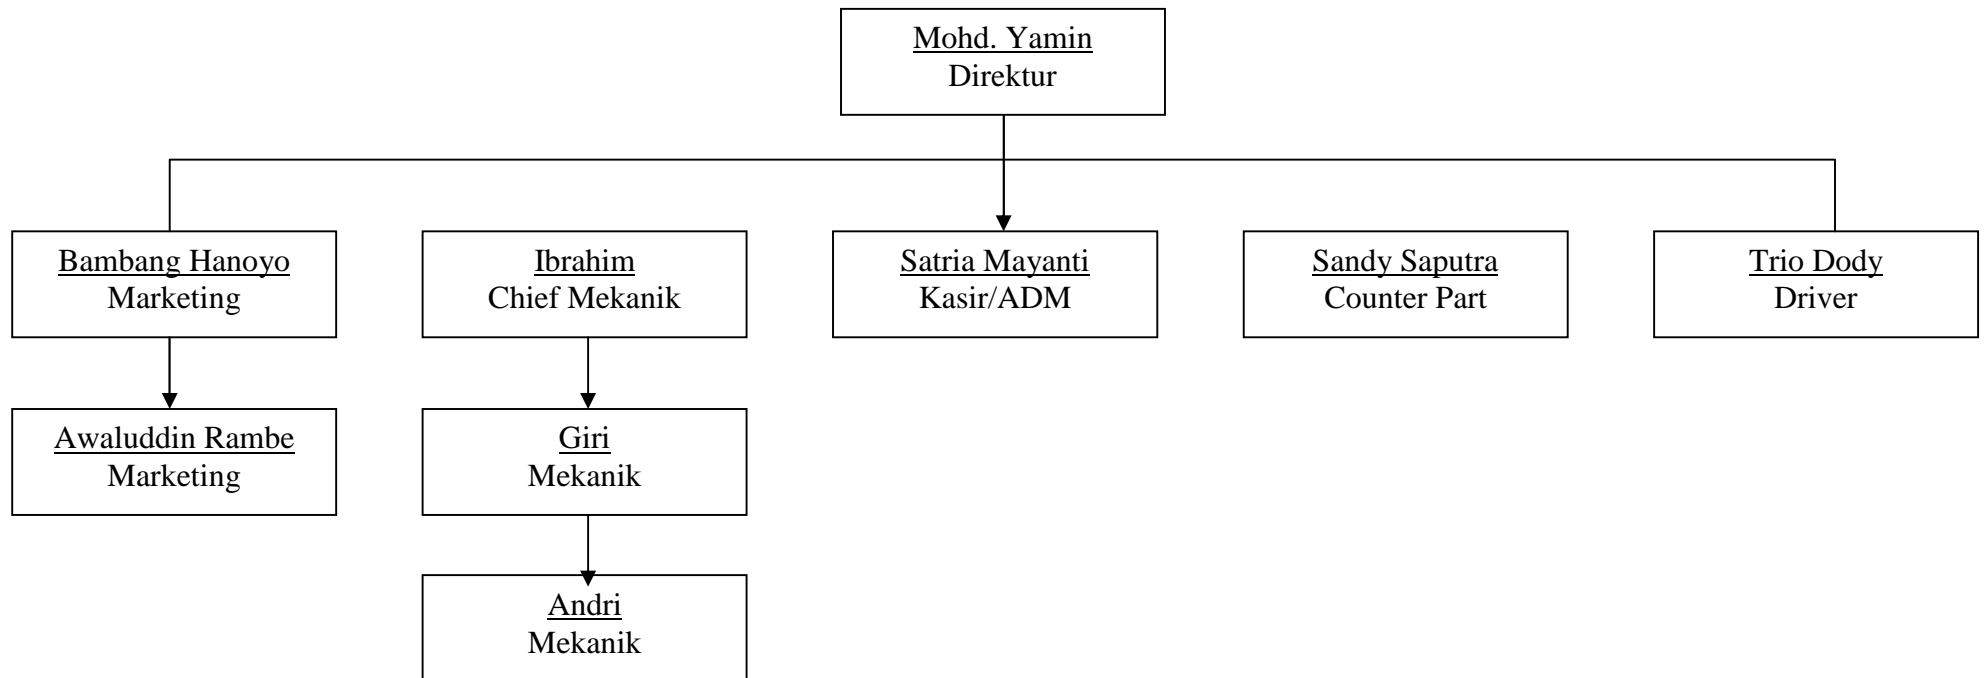 Mohd. Yamin
Direktur
Bambang Hanoyo
Marketing
Ibrahim
Chief Mekanik
Satria Mayanti
Kasir/ADM
Sandy Saputra
Counter Part
Trio Dody
Driver
Awaluddin Rambe
Marketing
Giri
Mekanik
Andri
Mekanik